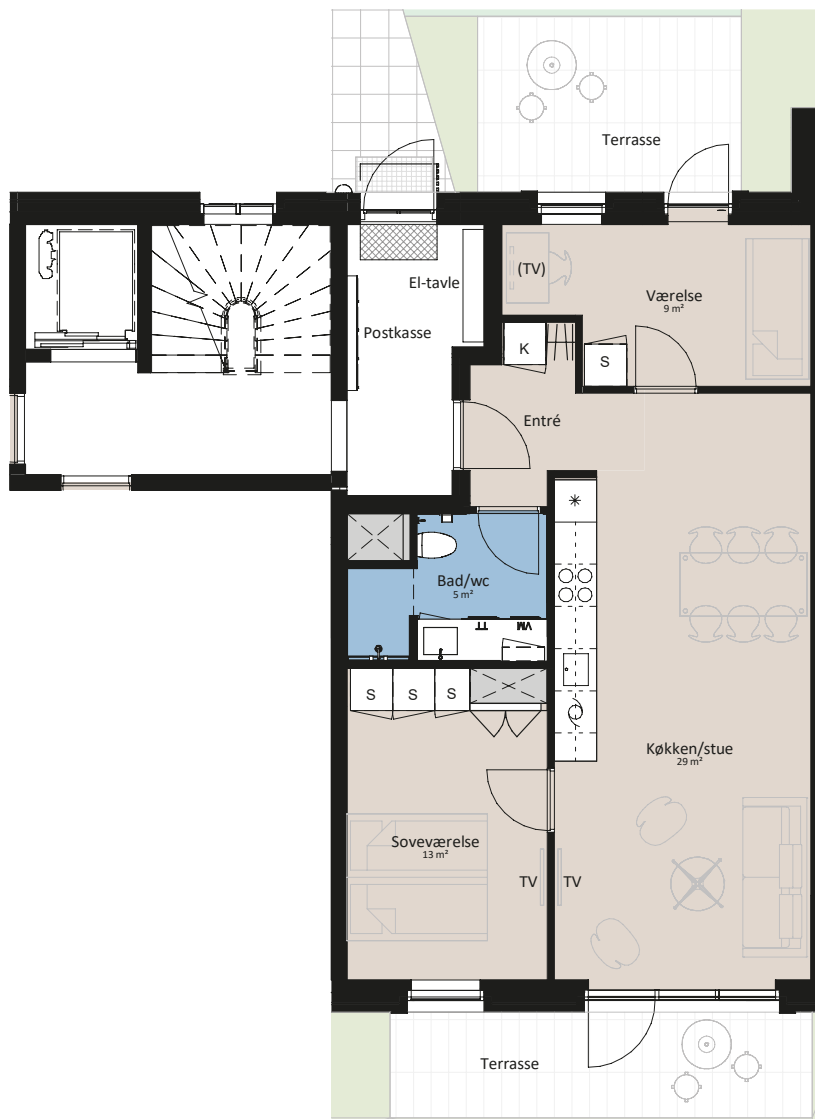 Terrasse
El-tavle
(TV)
Værelse
9 m²
Postkasse
K
S
Entré
Bad/wc
5 m²
TT
VM
S
S
S
Køkken/stue
29 m²
Soveværelse
13 m²
TV
TV
Terrasse